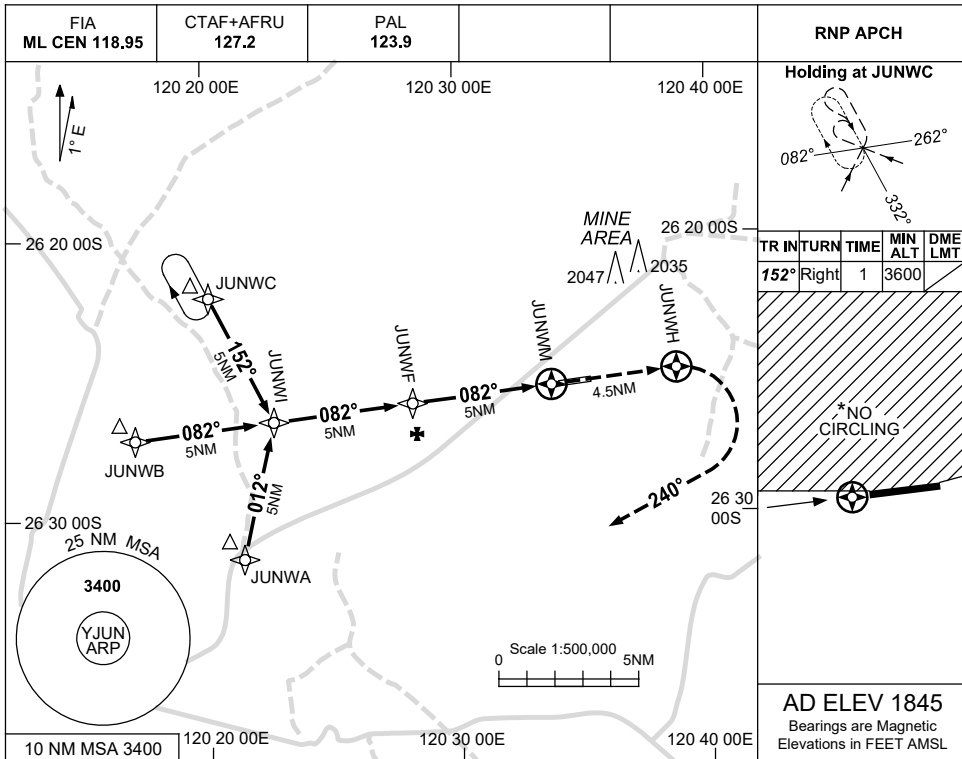 FIA
ML CEN 118.95
CTAF+AFRU
127.2
PAL
123.9
RNP APCH
120 20 00E
120 30 00E
120 40 00E
1° E
Holding at JUNWC
082°
262°
332°
TR IN TURN TIME MIN ALT DME LMT
152° Right 1 3600
26 20 00S
26 20 00S
MINE
AREA
2047
2035
JUNWC
152°
5NM
JUNWI
JUNWF
JUNWM
JUNWH
082°
5NM
JUNWB
082°
5NM
082°
5NM
4.5NM
012°
5NM
JUNWA
240°
*NO
CIRCLING
26 30
00S
26 30 00S
25 NM MSA
3400
YJUN
ARP
Scale 1:500,000
0 5NM
10 NM MSA 3400
120 20 00E
120 30 00E
120 40 00E
AD ELEV 1845
Bearings are Magnetic
Elevations in FEET AMSL